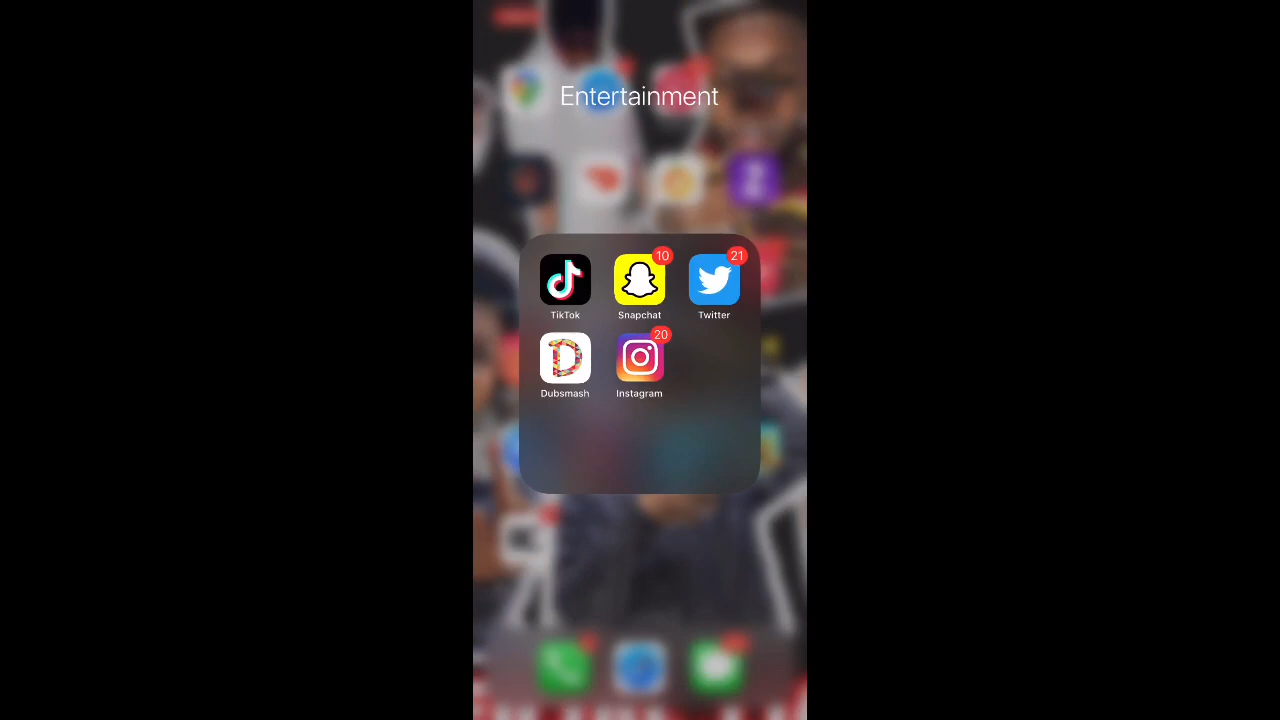 Entertainment
10
21
TikTok
Snapchat
Twitter
20
Dubsmash
Instagram